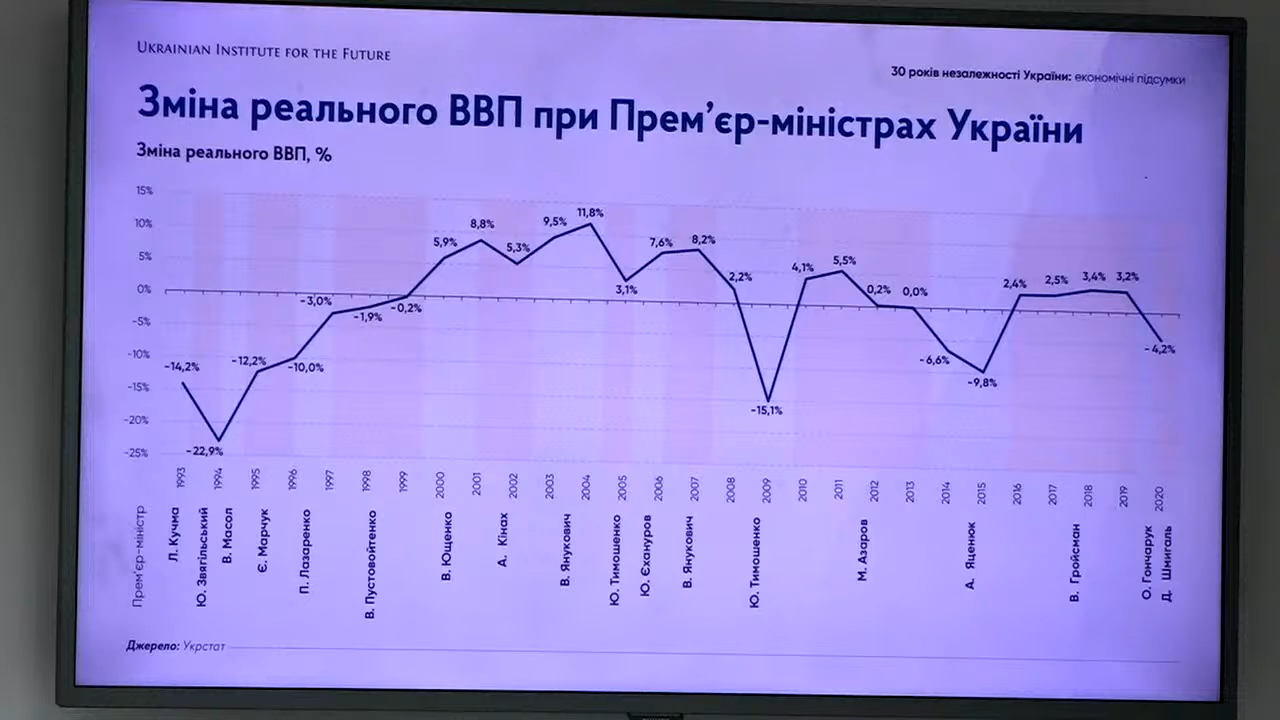 UKRAINIAN INSTITUTE FOR THE FUTURE
30 років незалежності України: економічні підсумки
Зміна реального ВВП при Прем’єр-міністрах України
Зміна реального ВВП, %
15%
10%
5%
0%
-5%
-10%
-15%
-20%
-25%
-14,2%
-22,9%
-12,2%
-10,0%
-3,0%
-1,9%
-0,2%
5,9%
8,8%
5,3%
9,5%
11,8%
3,1%
7,6%
8,2%
2,2%
-15,1%
4,1%
5,5%
0,2%
0,0%
-6,6%
-9,8%
2,4%
2,5%
3,4%
3,2%
-4,2%
1993
1994
1995
1996
1997
1998
1999
2000
2001
2002
2003
2004
2005
2006
2007
2008
2009
2010
2011
2012
2013
2014
2015
2016
2017
2018
2019
2020
Прем’єр-міністр
Л. Кучма
Ю. Звягільський
В. Масол
Є. Марчук
П. Лазаренко
В. Пустовойтенко
В. Ющенко
А. Кінах
В. Янукович
Ю. Тимошенко
Ю. Єхануров
В. Янукович
Ю. Тимошенко
М. Азаров
А. Яценюк
В. Гройсман
О. Гончарук
Д. Шмигаль
Джерело: Укрстат